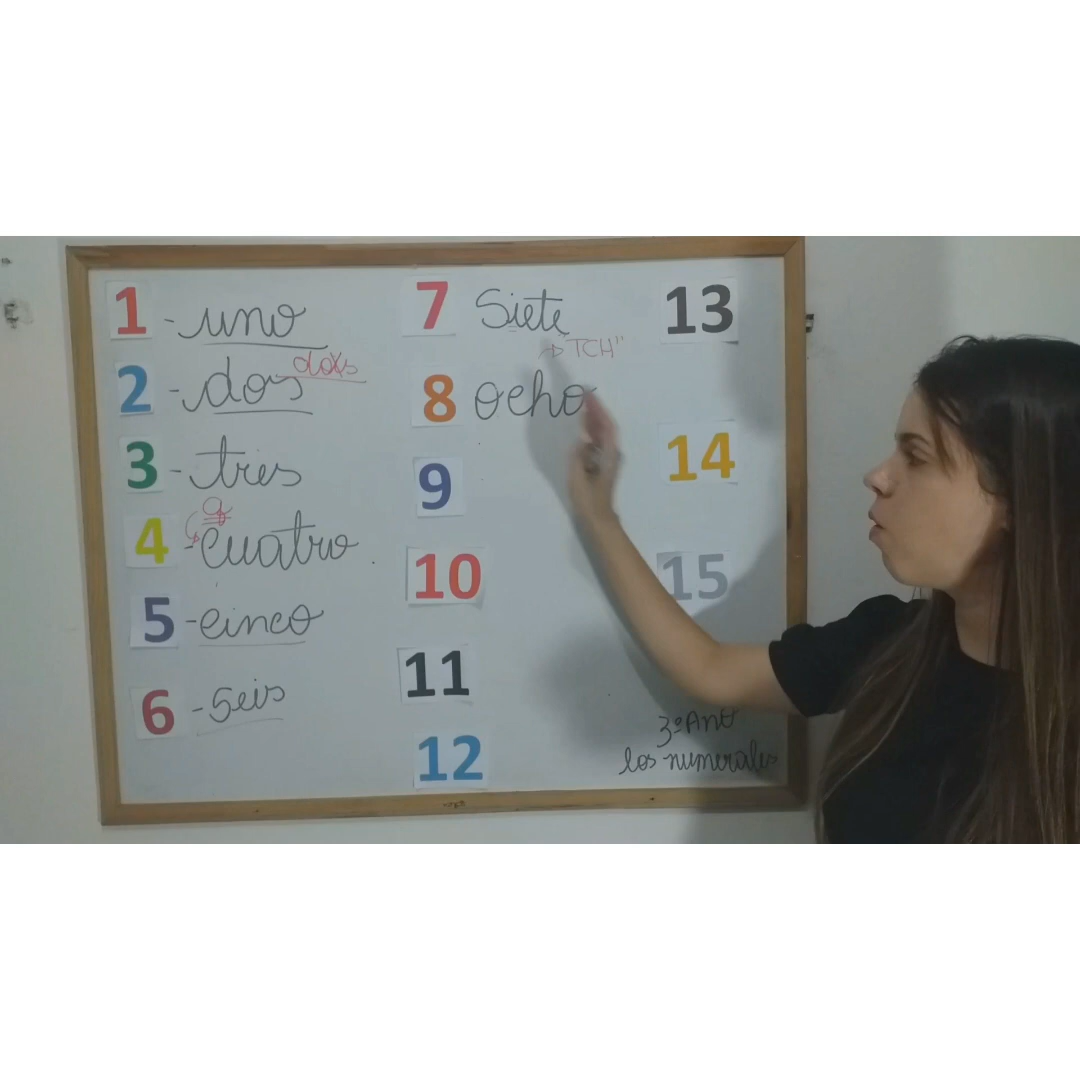 1 - uno
2 - dos doxs
3 - tres
q
4 - cuatro
5 - cinco
6 - seis
7 Siete
TCH"
8 ocho
9
10
11
12
13
14
15
3º Ano
los numerales